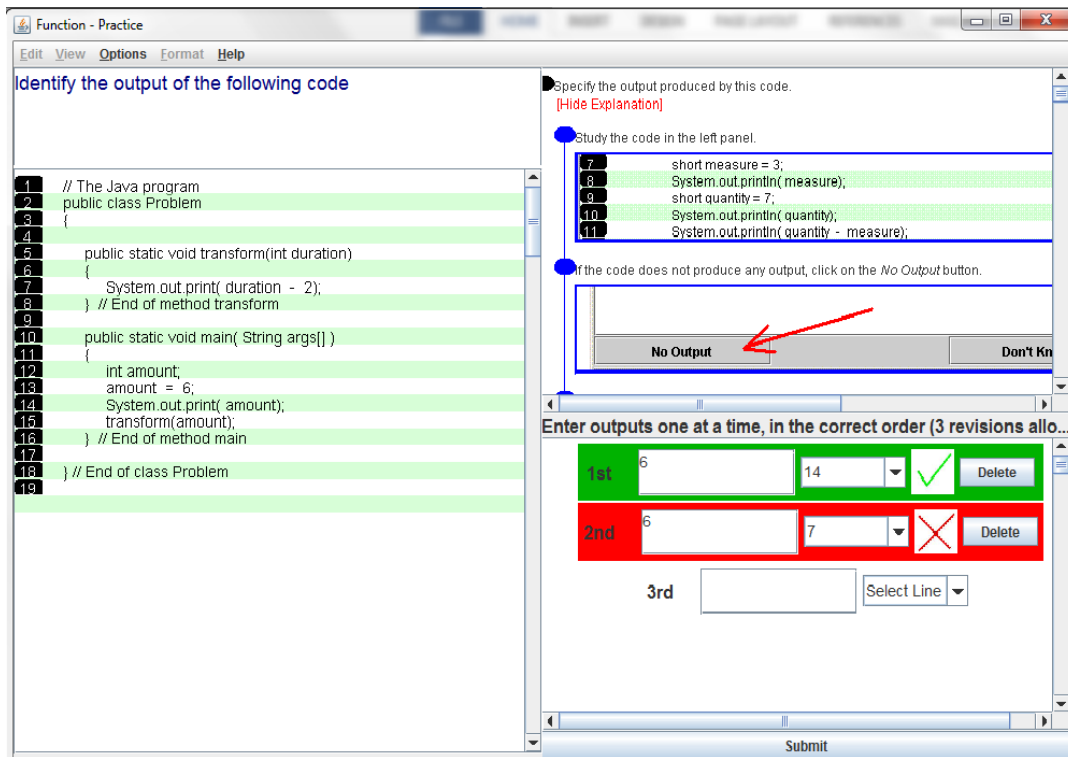 Function - Practice
HOME INSERT DESIGN PAGE LAYOUT REFERENCES
Edit View Options Format Help
Identify the output of the following code
1 // The Java program
2 public class Problem
3 {
4
5 public static void transform(int duration)
6 {
7 System.out.print( duration - 2);
8 } // End of method transform
9
10 public static void main( String args[] )
11 {
12 int amount;
13 amount = 6;
14 System.out.print( amount);
15 transform(amount);
16 } // End of method main
17
18 } // End of class Problem
19
Specify the output produced by this code.
[Hide Explanation]
Study the code in the left panel.
7 short measure = 3;
8 System.out.println( measure);
9 short quantity = 7;
10 System.out.println( quantity);
11 System.out.println( quantity - measure);
If the code does not produce any output, click on the No Output button.
No Output Don't Kn
Enter outputs one at a time, in the correct order (3 revisions allo...
1st 6 14 Delete
2nd 6 7 Delete
3rd Select Line
Submit